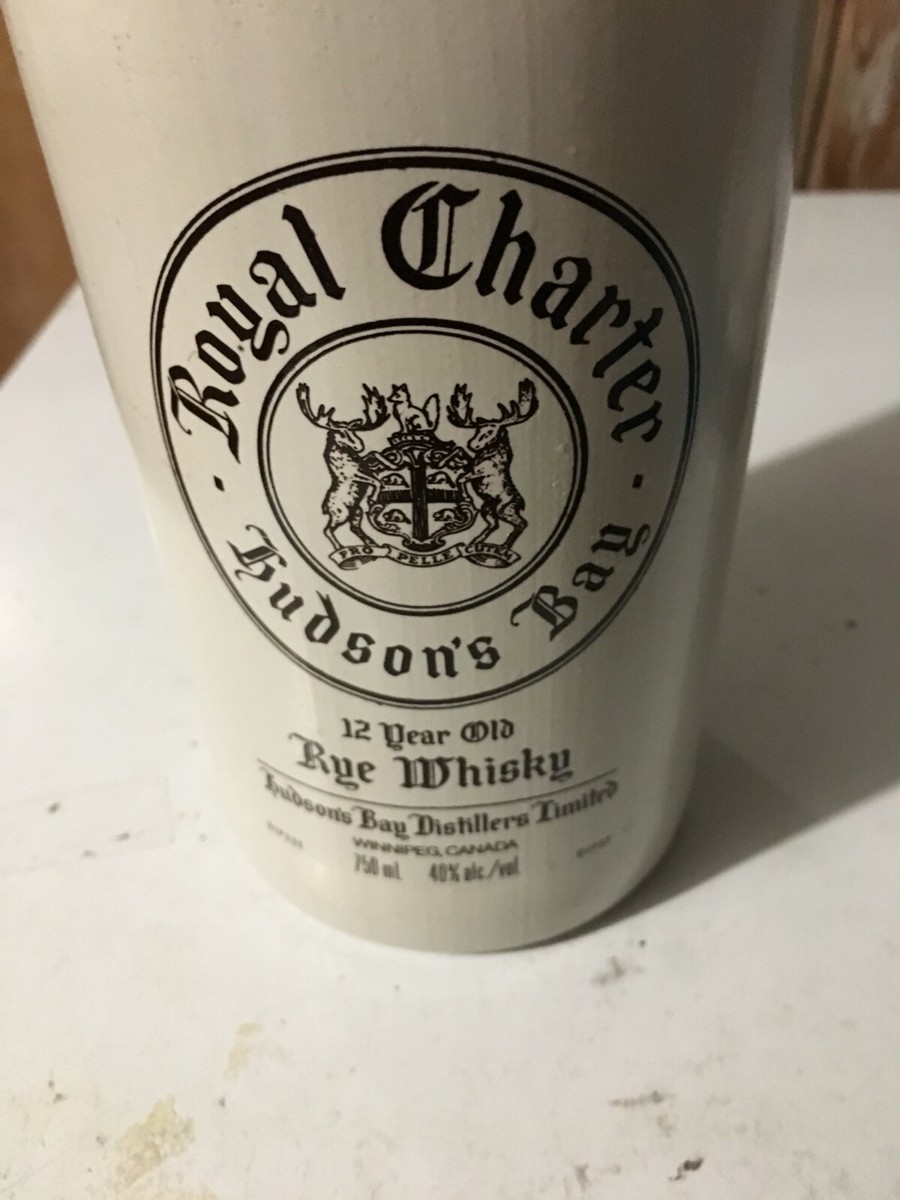 Royal Charter
PRO PELLE CUTEM
· Hudson's Bay ·
12 Year Old
Rye Whisky
Hudson's Bay Distillers Limited
WINNIPEG, CANADA
750 ml 40% alc./vol